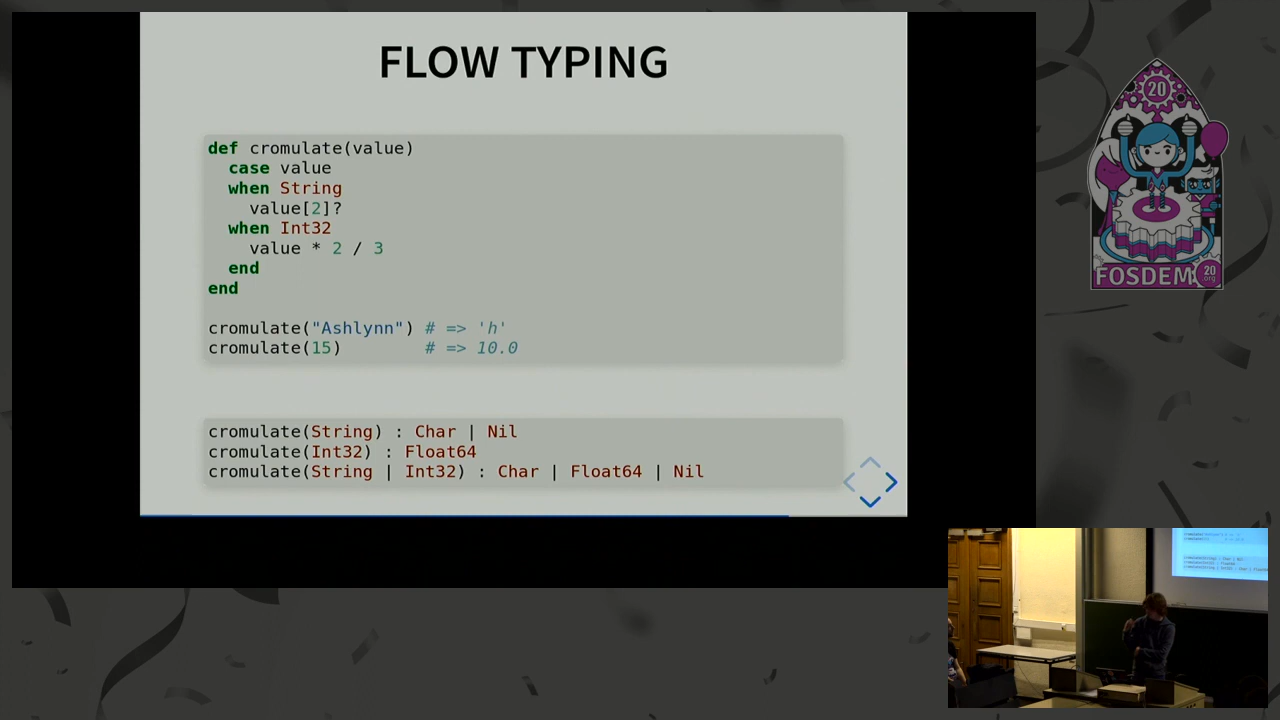 FLOW TYPING
def cromulate(value)
  case value
  when String
    value[2]?
  when Int32
    value * 2 / 3
  end
end
cromulate("Ashlynn") # => 'h'
cromulate(15)        # => 10.0
cromulate(String) : Char | Nil
cromulate(Int32) : Float64
cromulate(String | Int32) : Char | Float64 | Nil
20
FOSDEM
20
.org